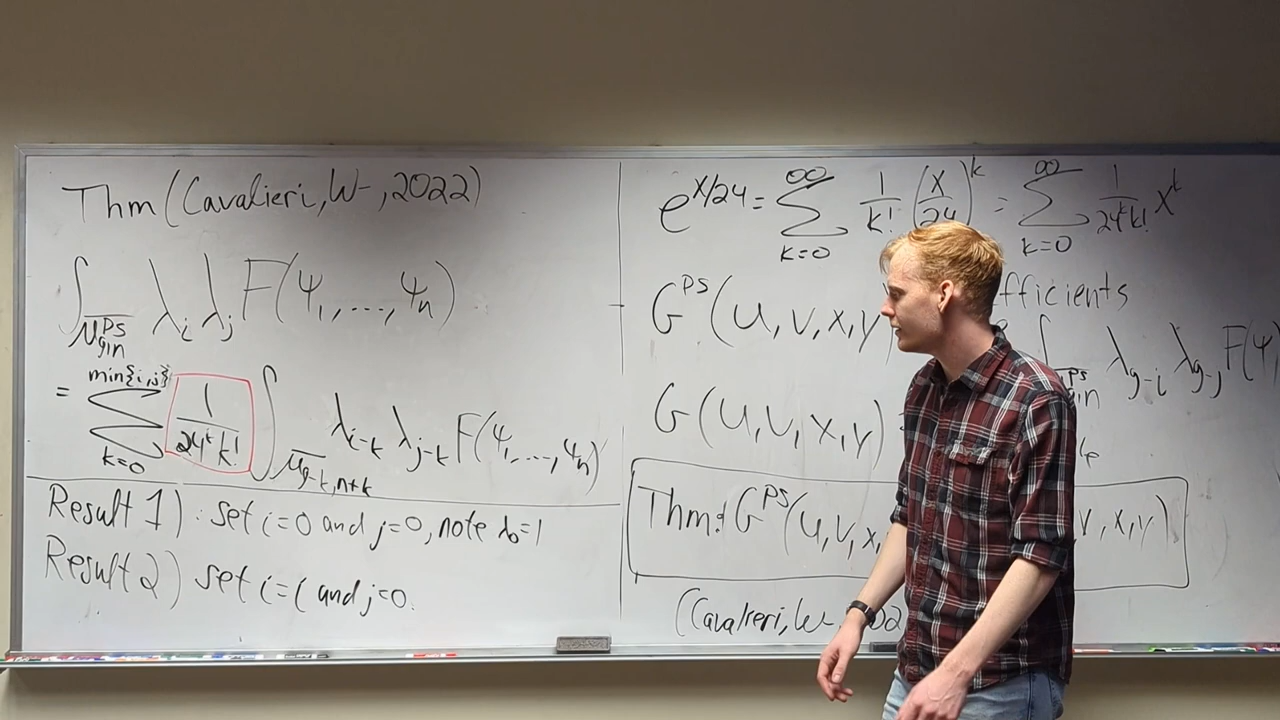 Thm (Cavalieri, W-, 2022)
∫_{M̅^{PS}_{g,n}} λ_i λ_j F(ψ_1, ..., ψ_n)
= Σ_{k=0}^{min{i,j}} 1/(24^k k!) ∫_{M̅_{g-k,n+k}} λ_{i-k} λ_{j-k} F(ψ_1, ..., ψ_n)
Result 1) : set i=0 and j=0, note λ_0=1
Result 2) set i=1 and j=0.
e^{x/24} = Σ_{k=0}^{∞} 1/k! (x/24)^k = Σ_{k=0}^{∞} 1/(24^k k!) x^k
G^{PS}(u, v, x, y)
∫ λ_{g-i} λ_{g-j} F(ψ
G(u, v, x, y)
Thm: G^{PS}(u, v, x, , x, y)
(Cavalieri, W-